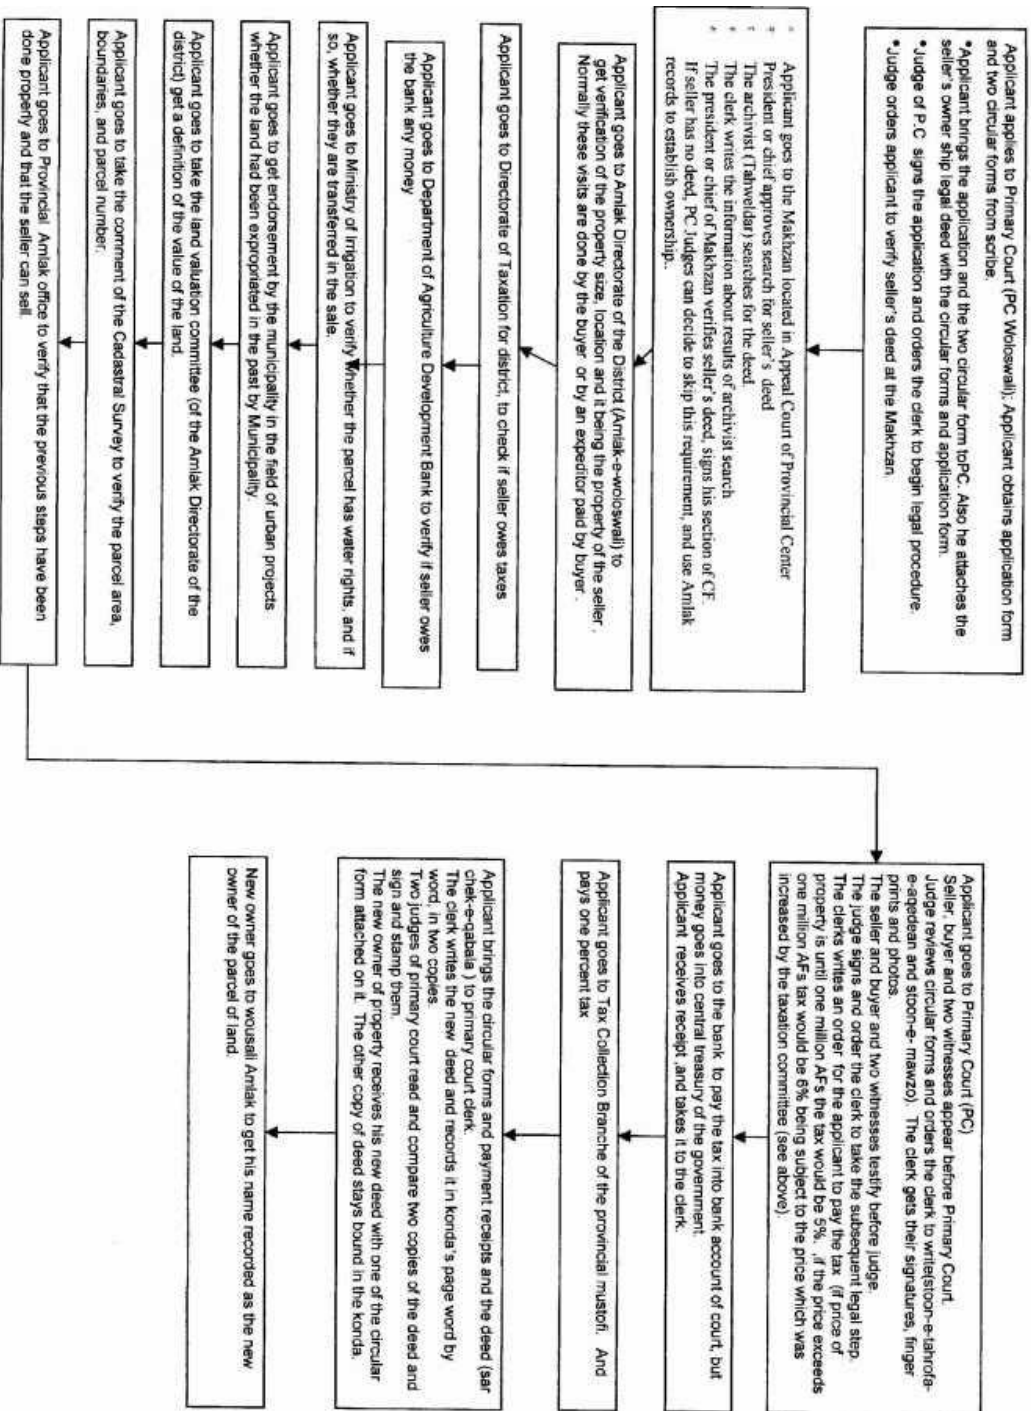 Applicant applies to Primary Court (PC Woloswali); Applicant obtains application form
and two circular forms from scribe.
•Applicant brings the application and the two circular form toPC. Also he attaches the
seller's owner ship legal deed with the circular forms and application form.
•Judge of P.C signs the application and orders the clerk to begin legal procedure.
•Judge orders applicant to verify seller's deed at the Makhzan.
Applicant goes to the Makhzan located in Appeal Court of Provincial Center
President or chief approves search for seller's deed
The archivist (Tahweldar) searches for the deed.
The clerk writes the information about results of archivist search
The president or chief of Makhzan verifies seller's deed, signs his section of CF.
If seller has no deed, PC Judges can decide to skip this requirement, and use Amlak
records to establish ownership..
Applicant goes to Amlak Directorate of the District (Amlak-e-woloswali) to
get verification of the property size, location and it being the property of the seller .
Normally these visits are done by the buyer or by an expeditor paid by buyer .
Applicant goes to Directorate of Taxation for district, to check if seller owes taxes
Applicant goes to Department of Agriculture Development Bank to verify if seller owes
the bank any money
Applicant goes to Ministry of Irrigation to verify whether the parcel has water rights, and if
so, whether they are transferred in the sale.
Applicant goes to get endorsement by the municipality in the field of urban projects
whether the land had been expropriated in the past by Municipality.
Applicant goes to take the land valuation committee (of the Amlak Directorate of the
district) get a definition of the value of the land.
Applicant goes to take the comment of the Cadastral Survey to verify the parcel area,
boundaries, and parcel number.
Applicant goes to Provincial Amlak office to verify that the previous steps have been
done properly and that the seller can sell.
Applicant goes to Primary Court (PC)
Seller, buyer and two witnesses appear before Primary Court.
Judge reviews circular forms and orders the clerk to write(stoon-e-tahrofa-
e-aqedean and stoon-e- mawzo). The clerk gets their signatures, finger
prints and photos.
The seller and buyer and two witnesses testify before judge.
The judge signs and order the clerk to take the subsequent legal step.
The clerks writes an order for the applicant to pay the tax (if price of
property is until one million AFs the tax would be 5%. ,if the price exceeds
one million AFs tax would be 6% being subject to the price which was
increased by the taxation committee (see above).
Applicant goes to the bank to pay the tax into bank account of court, but
money goes into central treasury of the government.
Applicant receives receipt ,and takes it to the clerk.
Applicant goes to Tax Collection Branche of the provincial mustofi. And
pays one percent tax
Applicant brings the circular forms and payment receipts and the deed (sar
chek-e-qabala ) to primary court clerk.
The clerk writes the new deed and records it in konda's page word by
word, in two copies.
Two judges of primary court read and compare two copies of the deed and
sign and stamp them.
The new owner of property receives his new deed with one of the circular
form attached on it. The other copy of deed stays bound in the konda.
New owner goes to wousali Amlak to get his name recorded as the new
owner of the parcel of land.